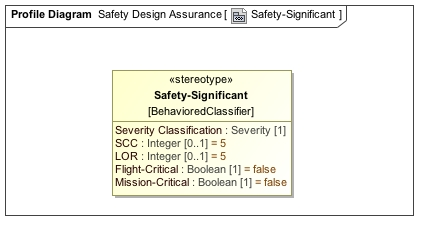 Profile Diagram Safety Design Assurance [ Safety-Significant ]
«stereotype»
Safety-Significant
[BehavioredClassifier]
Severity Classification : Severity [1]
SCC : Integer [0..1] = 5
LOR : Integer [0..1] = 5
Flight-Critical : Boolean [1] = false
Mission-Critical : Boolean [1] = false